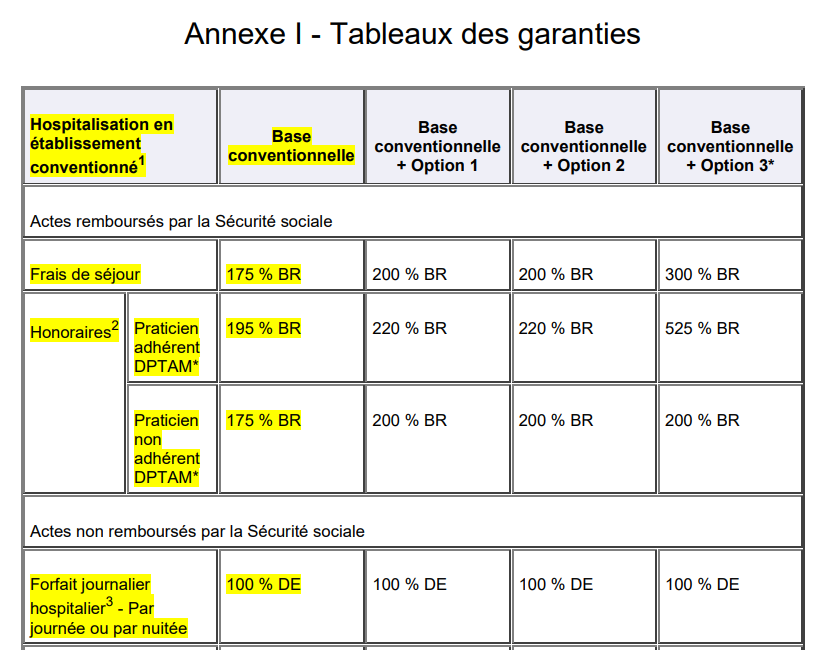 Annexe I - Tableaux des garanties
Hospitalisation en
établissement
conventionné1
Base
conventionnelle
Base
conventionnelle
+ Option 1
Base
conventionnelle
+ Option 2
Base
conventionnelle
+ Option 3*
Actes remboursés par la Sécurité sociale
Frais de séjour
175 % BR
200 % BR
200 % BR
300 % BR
Honoraires2
Praticien
adhérent
DPTAM*
195 % BR
220 % BR
220 % BR
525 % BR
Praticien
non
adhérent
DPTAM*
175 % BR
200 % BR
200 % BR
200 % BR
Actes non remboursés par la Sécurité sociale
Forfait journalier
hospitalier3 - Par
journée ou par nuitée
100 % DE
100 % DE
100 % DE
100 % DE